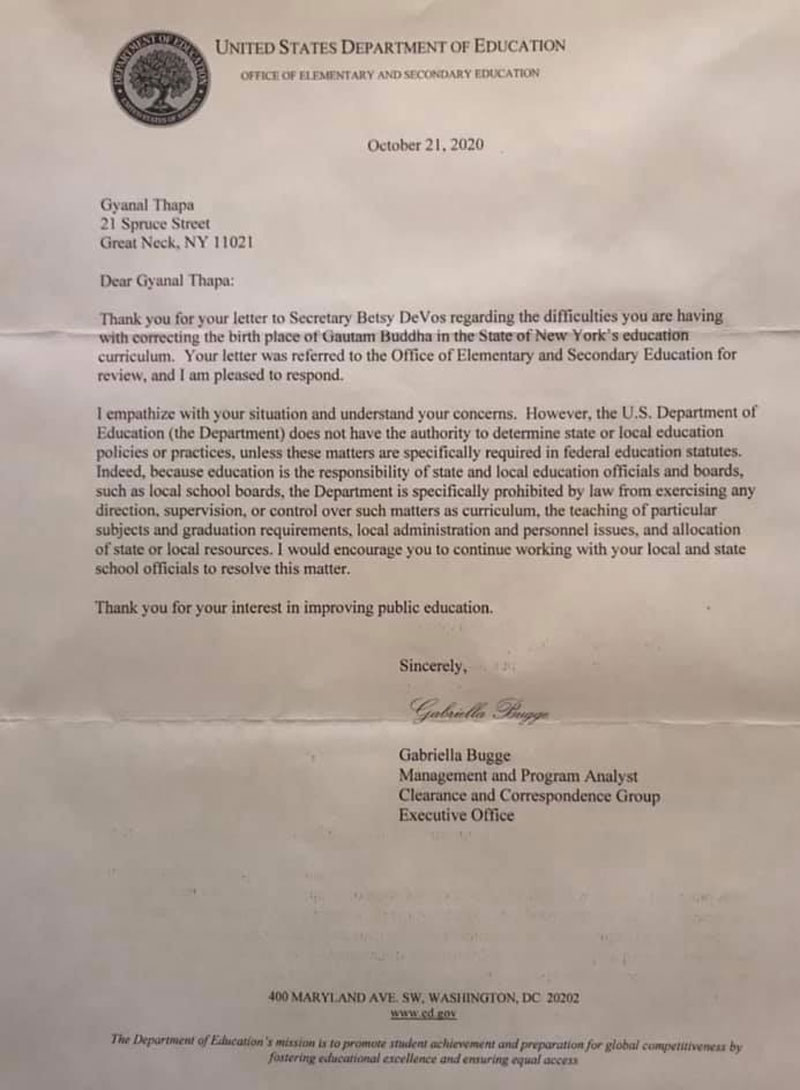 DEPARTMENT OF EDUCATION
UNITED STATES OF AMERICA
UNITED STATES DEPARTMENT OF EDUCATION
OFFICE OF ELEMENTARY AND SECONDARY EDUCATION
October 21, 2020
Gyanal Thapa
21 Spruce Street
Great Neck, NY 11021
Dear Gyanal Thapa:
Thank you for your letter to Secretary Betsy DeVos regarding the difficulties you are having
with correcting the birth place of Gautam Buddha in the State of New York's education
curriculum. Your letter was referred to the Office of Elementary and Secondary Education for
review, and I am pleased to respond.
I empathize with your situation and understand your concerns. However, the U.S. Department of
Education (the Department) does not have the authority to determine state or local education
policies or practices, unless these matters are specifically required in federal education statutes.
Indeed, because education is the responsibility of state and local education officials and boards,
such as local school boards, the Department is specifically prohibited by law from exercising any
direction, supervision, or control over such matters as curriculum, the teaching of particular
subjects and graduation requirements, local administration and personnel issues, and allocation
of state or local resources. I would encourage you to continue working with your local and state
school officials to resolve this matter.
Thank you for your interest in improving public education.
Sincerely,
Gabriella Bugge
Gabriella Bugge
Management and Program Analyst
Clearance and Correspondence Group
Executive Office
400 MARYLAND AVE. SW, WASHINGTON, DC 20202
www.ed.gov
The Department of Education's mission is to promote student achievement and preparation for global competitiveness by
fostering educational excellence and ensuring equal access